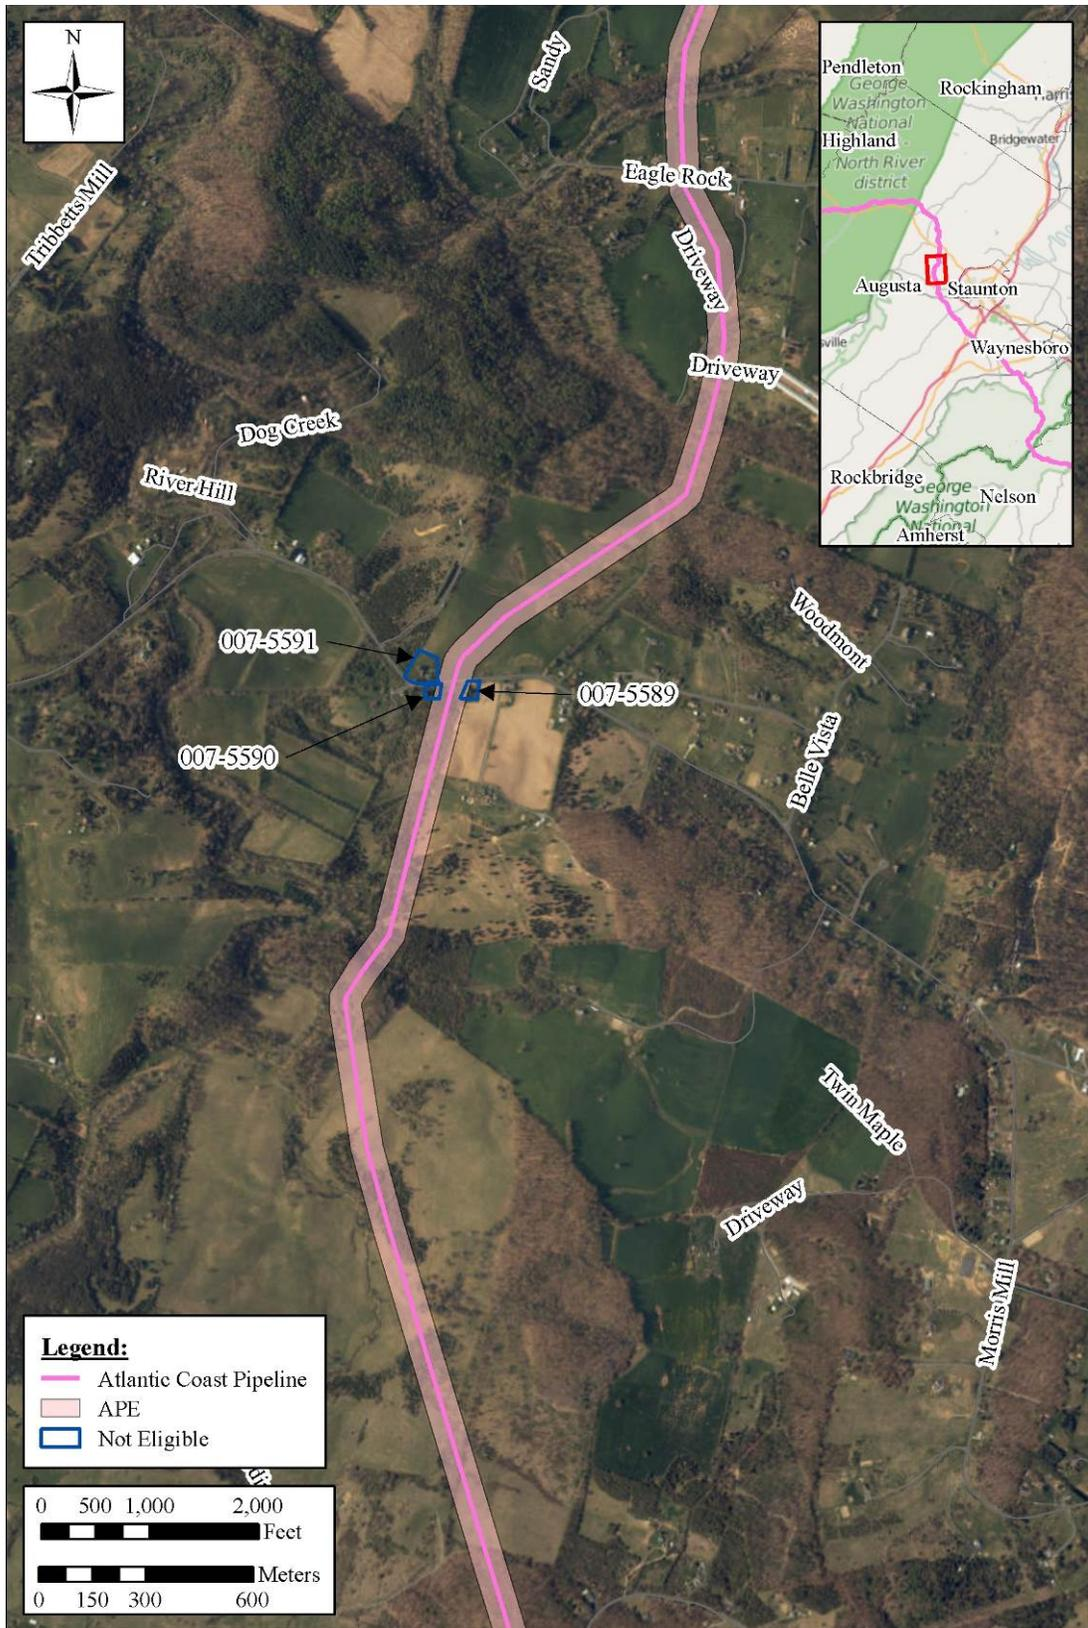 N
Sandy
Eagle Rock
Tribbetts Mill
Driveway
Driveway
Dog Creek
River Hill
Woodmont
007-5591
007-5589
007-5590
Belle Vista
Twin Maple
Driveway
Morris Mill
Pendleton
George
Washington
National
Rockingham
Harris
Bridgewater
Highland
North River
district
Augusta
Staunton
sville
Waynesboro
Rockbridge
George
Washington
National
Nelson
Amherst
Legend:
Atlantic Coast Pipeline
APE
Not Eligible
0 500 1,000 2,000
Feet
Meters
0 150 300 600